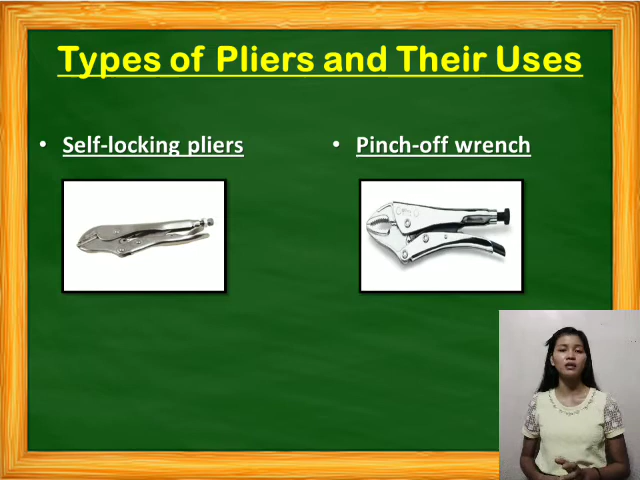 Types of Pliers and Their Uses
• Self-locking pliers
• Pinch-off wrench